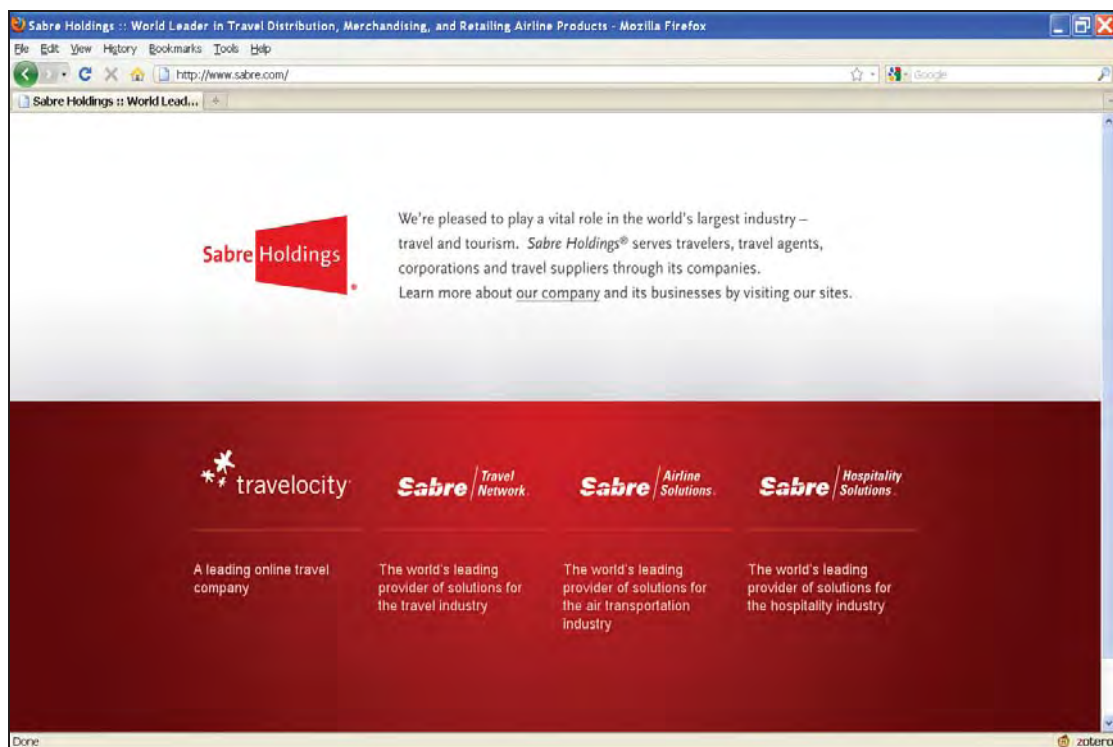 Sabre Holdings :: World Leader in Travel Distribution, Merchandising, and Retailing Airline Products - Mozilla Firefox
File Edit View History Bookmarks Tools Help
http://www.sabre.com/
Google
Sabre Holdings :: World Lead...
We're pleased to play a vital role in the world's largest industry –
travel and tourism. Sabre Holdings® serves travelers, travel agents,
Sabre Holdings®
corporations and travel suppliers through its companies.
Learn more about our company and its businesses by visiting our sites.
travelocity
Sabre Travel Network.
Sabre Airline Solutions.
Sabre Hospitality Solutions.
A leading online travel
company
The world's leading
provider of solutions for
the travel industry
The world's leading
provider of solutions for
the air transportation
industry
The world's leading
provider of solutions for
the hospitality industry
Done
zotero